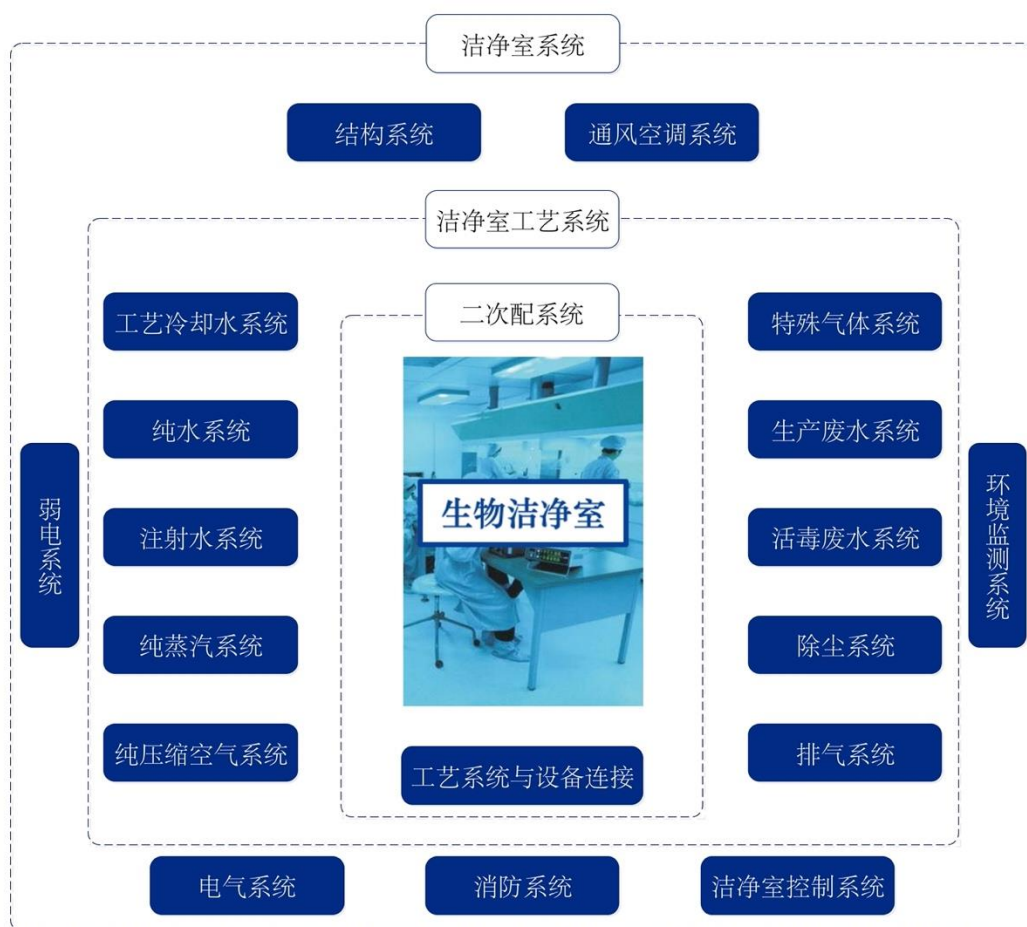 洁净室系统
结构系统
通风空调系统
洁净室工艺系统
二次配系统
工艺冷却水系统
特殊气体系统
纯水系统
生产废水系统
弱电系统
生物洁净室
环境监测系统
注射水系统
活毒废水系统
纯蒸汽系统
除尘系统
纯压缩空气系统
工艺系统与设备连接
排气系统
电气系统
消防系统
洁净室控制系统